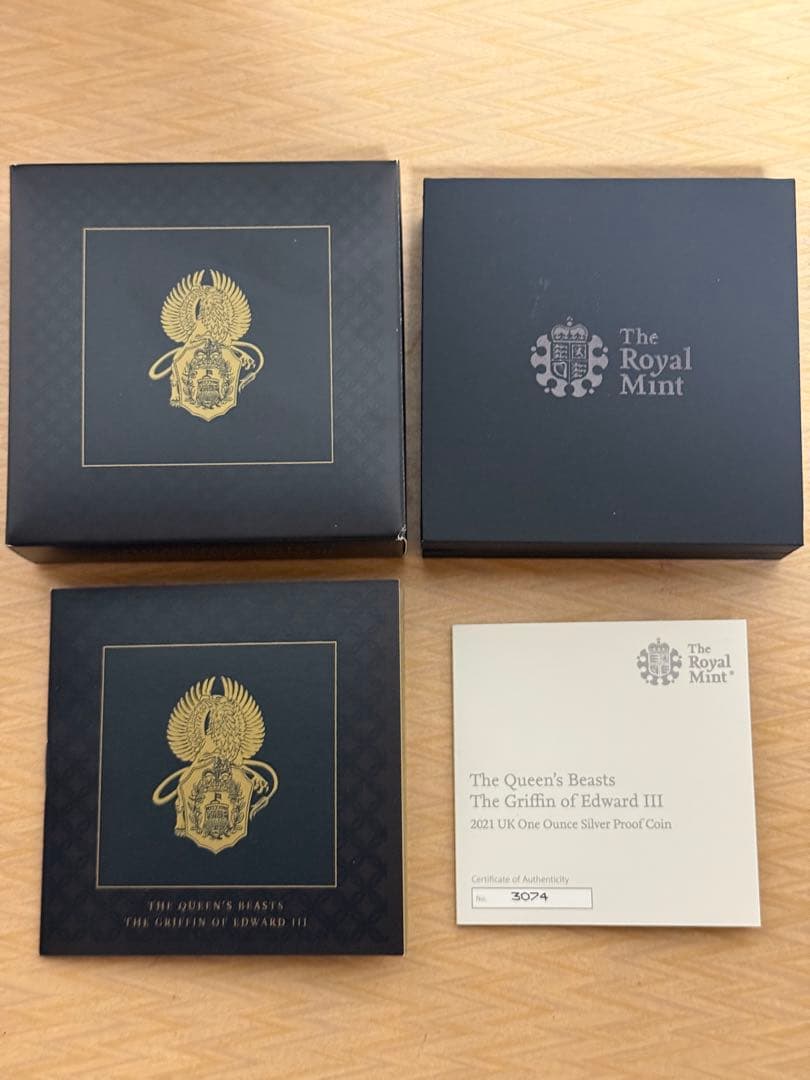 The
Royal
Mint
The
Royal
Mint®
The Queen's Beasts
The Griffin of Edward III
2021 UK One Ounce Silver Proof Coin
Certificate of Authenticity
No. 3074
THE QUEEN'S BEASTS
THE GRIFFIN OF EDWARD III